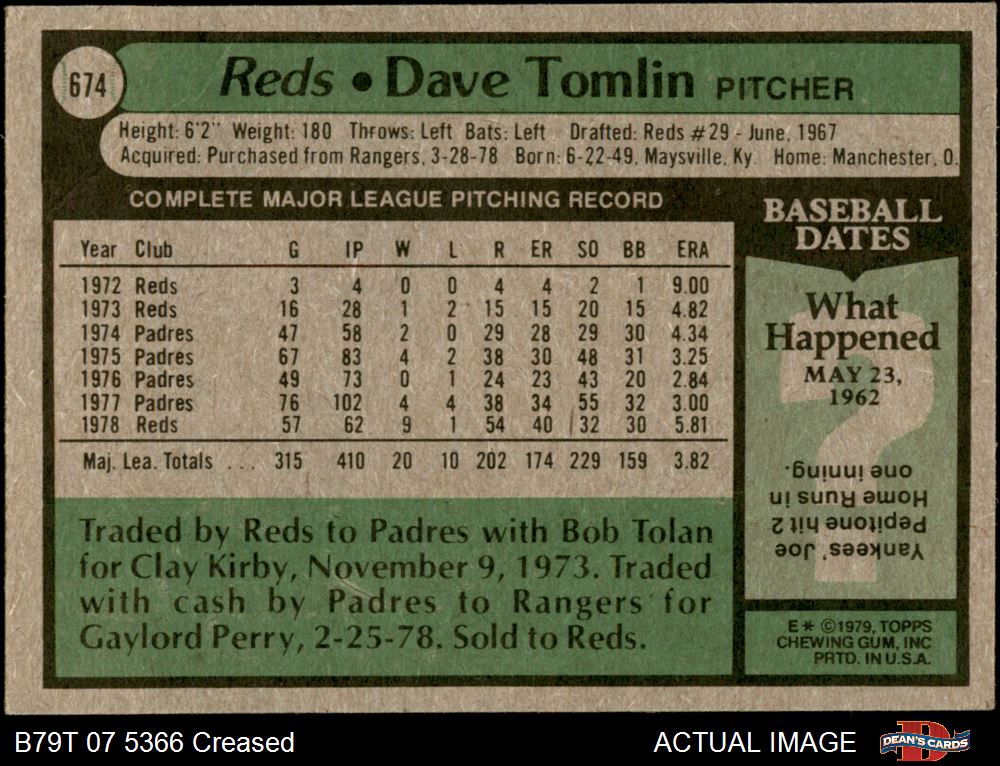 674
Reds • Dave Tomlin PITCHER
Height: 6'2" Weight: 180 Throws: Left Bats: Left Drafted: Reds #29 - June, 1967
Acquired: Purchased from Rangers, 3-28-78 Born: 6-22-49, Maysville, Ky. Home: Manchester, O.
COMPLETE MAJOR LEAGUE PITCHING RECORD
Year Club G IP W L R ER SO BB ERA
1972 Reds 3 4 0 0 4 4 2 1 9.00
1973 Reds 16 28 1 2 15 15 20 15 4.82
1974 Padres 47 58 2 0 29 28 29 30 4.34
1975 Padres 67 83 4 2 38 30 48 31 3.25
1976 Padres 49 73 0 1 24 23 43 20 2.84
1977 Padres 76 102 4 4 38 34 55 32 3.00
1978 Reds 57 62 9 1 54 40 32 30 5.81
Maj. Lea. Totals ... 315 410 20 10 202 174 229 159 3.82
Traded by Reds to Padres with Bob Tolan
for Clay Kirby, November 9, 1973. Traded
with cash by Padres to Rangers for
Gaylord Perry, 2-25-78. Sold to Reds.
BASEBALL
DATES
What
Happened
MAY 23,
1962
?
Yankees' Joe
Pepitone hit 2
Home Runs in
one inning.
E* ©1979, TOPPS
CHEWING GUM, INC
PRTD. IN U.S.A.
B79T 07 5366 Creased
ACTUAL IMAGE
D
DEAN'S CARDS